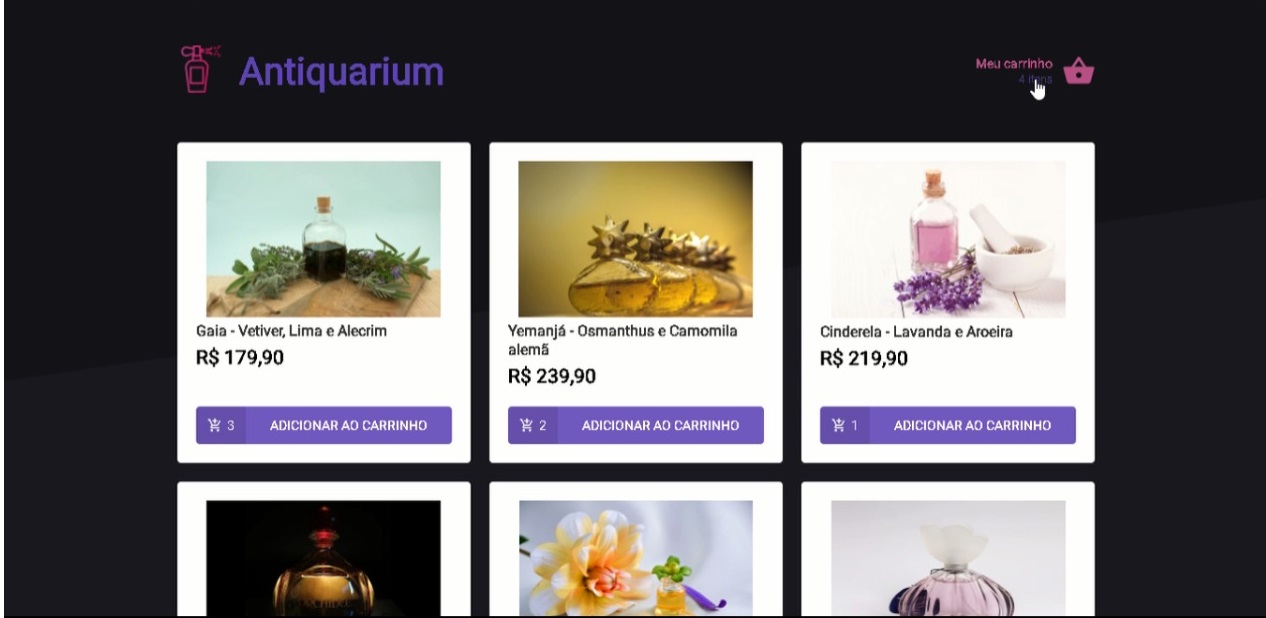 Antiquarium
Meu carrinho
4 itens
Gaia - Vetiver, Lima e Alecrim
R$ 179,90
3 ADICIONAR AO CARRINHO
Yemanjá - Osmanthus e Camomila
alemã
R$ 239,90
2 ADICIONAR AO CARRINHO
Cinderela - Lavanda e Aroeira
R$ 219,90
1 ADICIONAR AO CARRINHO